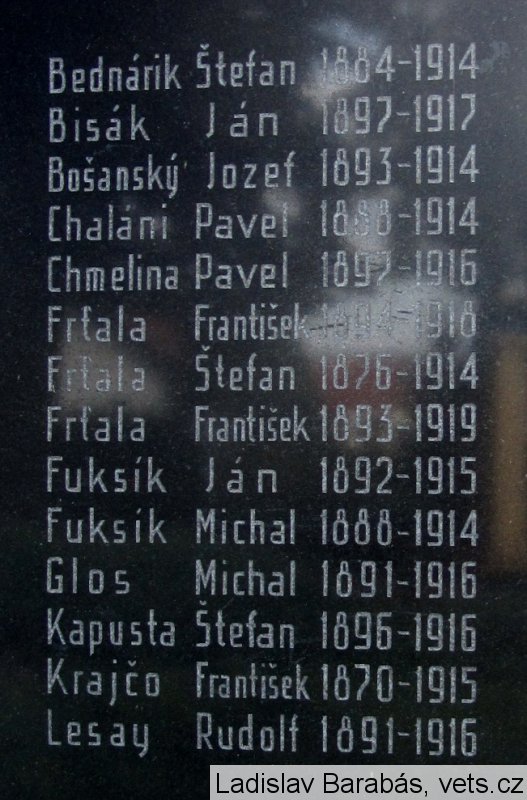 Bednárik Štefan 1884-1914
Bisák Ján 1897-1917
Bošanský Jozef 1893-1914
Chaláni Pavel 1888-1914
Chmelina Pavel 1897-1916
Frťala František 1894-1918
Frťala Štefan 1876-1914
Frťala František 1893-1919
Fuksík Ján 1892-1915
Fuksík Michal 1888-1914
Glos Michal 1891-1916
Kapusta Štefan 1896-1916
Krajčo František 1870-1915
Lesay Rudolf 1891-1916
Ladislav Barabás, vets.cz